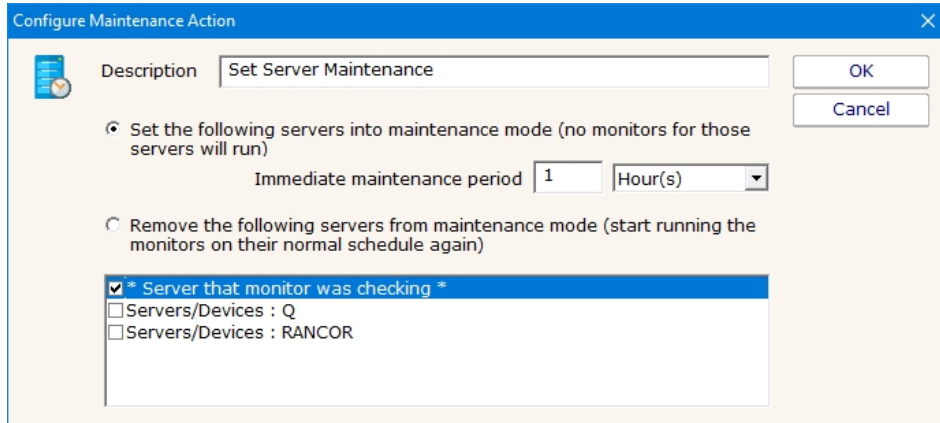 Configure Maintenance Action
Description Set Server Maintenance
OK
Cancel
Set the following servers into maintenance mode (no monitors for those
servers will run)
Immediate maintenance period 1 Hour(s)
Remove the following servers from maintenance mode (start running the
monitors on their normal schedule again)
* Server that monitor was checking *
Servers/Devices : Q
Servers/Devices : RANCOR